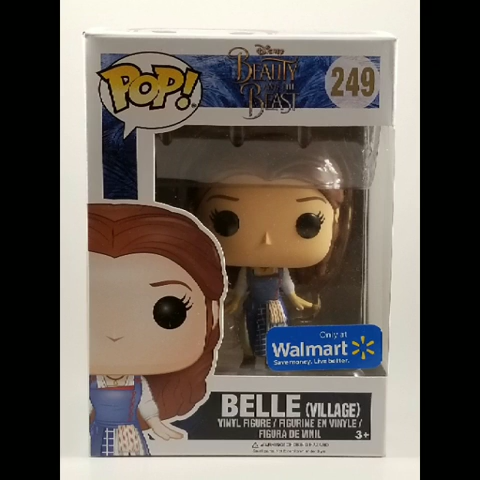 POP!
Disney
BEAUTY
AND THE
BEAST
249
Only at
Walmart
Save money. Live better.
BELLE (VILLAGE)
VINYL FIGURE / FIGURINE EN VINYLE /
FIGURA DE VINIL
3+